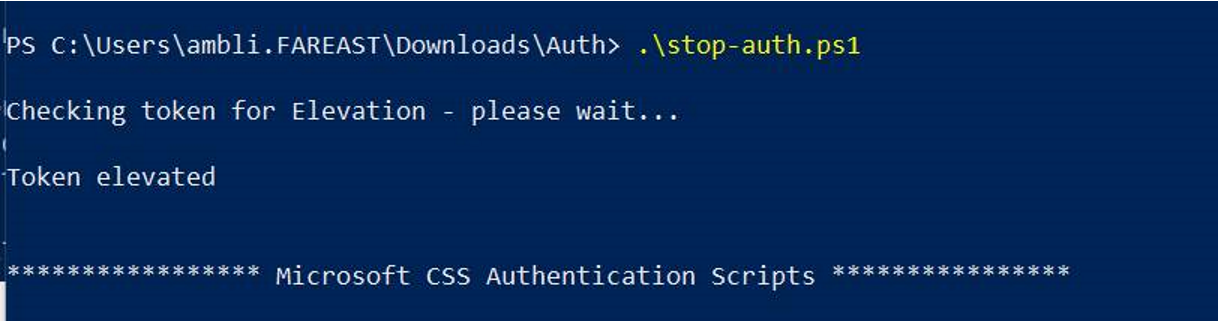 PS C:\Users\ambli.FAREAST\Downloads\Auth> .\stop-auth.ps1
Checking token for Elevation - please wait...
Token elevated
***************** Microsoft CSS Authentication Scripts ****************